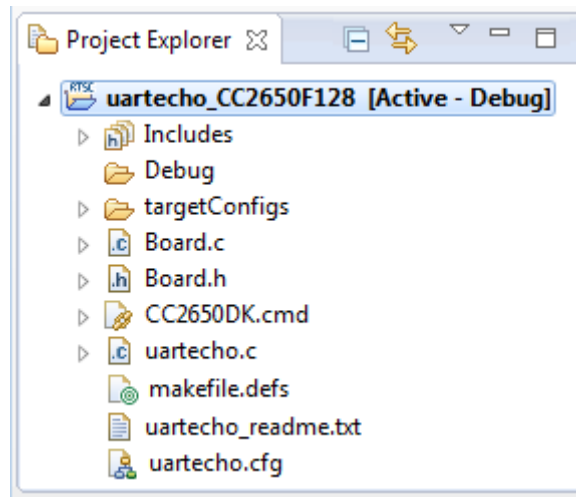 Project Explorer
RTSC
uartecho_CC2650F128 [Active - Debug]
h Includes
Debug
targetConfigs
.c Board.c
.h Board.h
CC2650DK.cmd
.c uartecho.c
makefile.defs
uartecho_readme.txt
uartecho.cfg